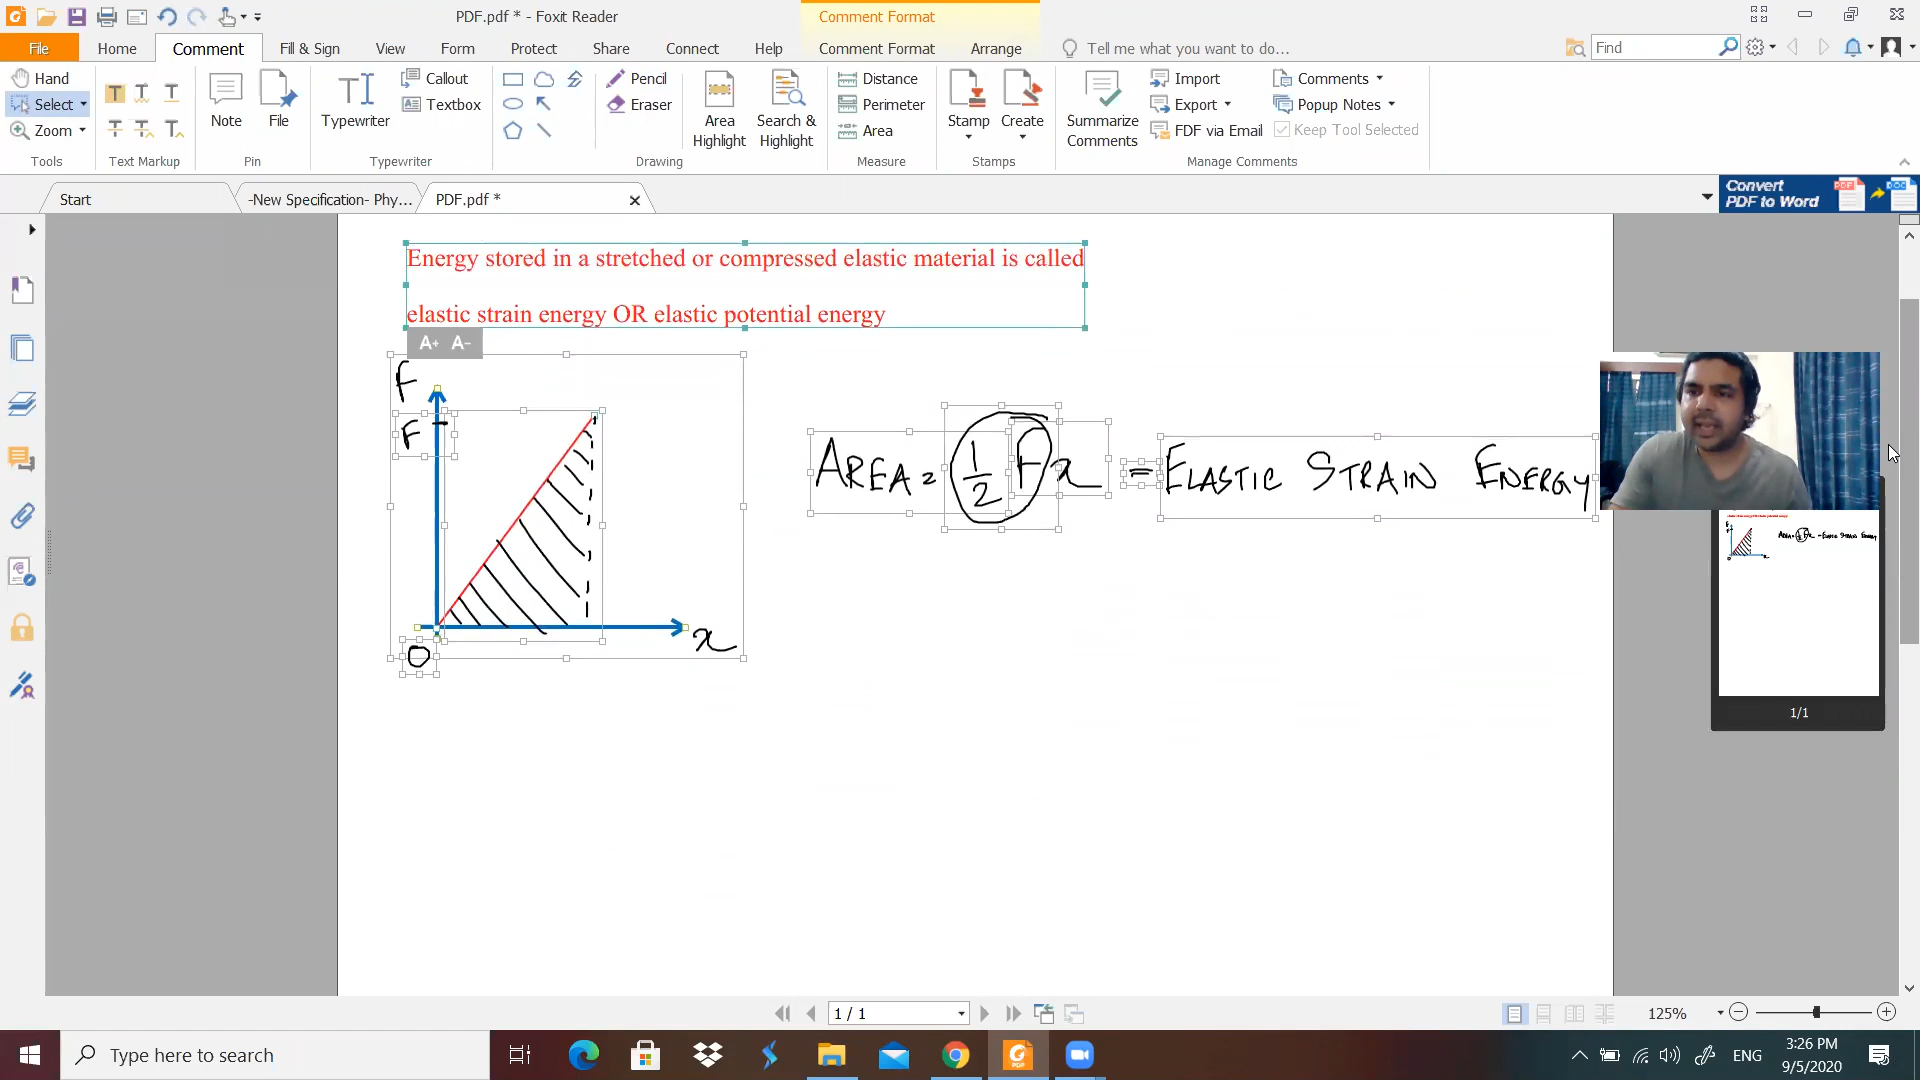 PDF.pdf * - Foxit Reader
Comment Format
File Home Comment Fill & Sign View Form Protect Share Connect Help Comment Format Arrange Tell me what you want to do... Find
Hand
Select
Zoom
Tools
Text Markup
Note
File
Pin
Typewriter
Callout
Textbox
Typewriter
Pencil
Eraser
Area Highlight
Search & Highlight
Drawing
Distance
Perimeter
Area
Measure
Stamp
Create
Stamps
Summarize Comments
Import
Export
FDF via Email
Comments
Popup Notes
Keep Tool Selected
Manage Comments
Start -New Specification- Phy... PDF.pdf *
Convert
PDF to Word
PDF
DOC
Energy stored in a stretched or compressed elastic material is called
elastic strain energy OR elastic potential energy
A+ A-
F
F
O
x
AREA = 1/2 F x = ELASTIC STRAIN ENERGY
1/1
1 / 1
125%
Type here to search
ENG
3:26 PM
9/5/2020